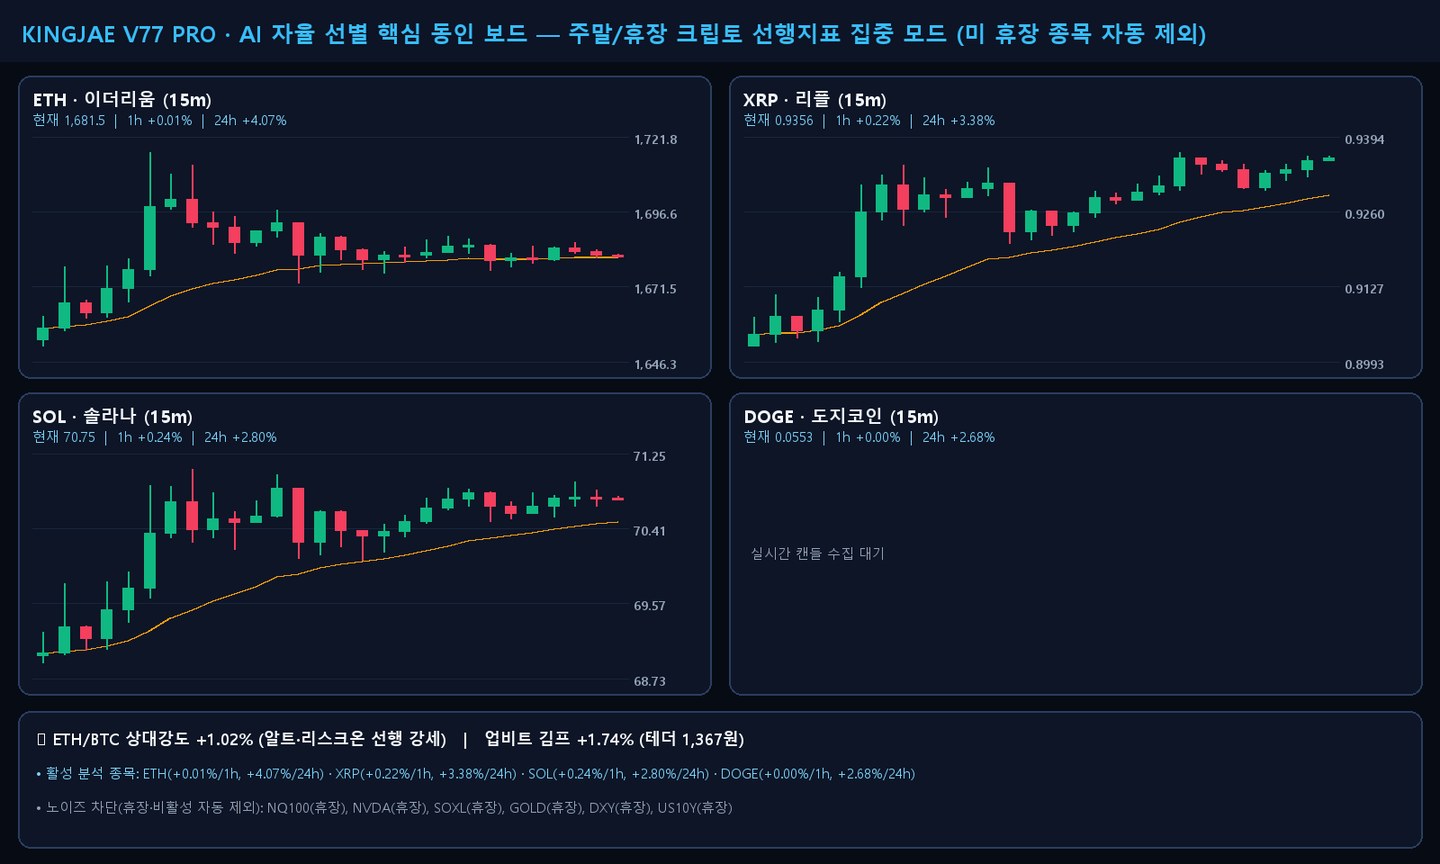 KINGJAE V77 PRO · AI 자율 선별 핵심 동인 보드 — 주말/휴장 크립토 선행지표 집중 모드 (미 휴장 종목 자동 제외)
ETH · 이더리움 (15m)
현재 1,681.5 | 1h +0.01% | 24h +4.07%
1,721.8
1,696.6
1,671.5
1,646.3
XRP · 리플 (15m)
현재 0.9356 | 1h +0.22% | 24h +3.38%
0.9394
0.9260
0.9127
0.8993
SOL · 솔라나 (15m)
현재 70.75 | 1h +0.24% | 24h +2.80%
71.25
70.41
69.57
68.73
DOGE · 도지코인 (15m)
현재 0.0553 | 1h +0.00% | 24h +2.68%
실시간 캔들 수집 대기
ETH/BTC 상대강도 +1.02% (알트·리스크온 선행 강세) | 업비트 김프 +1.74% (테더 1,367원)
• 활성 분석 종목: ETH(+0.01%/1h, +4.07%/24h) · XRP(+0.22%/1h, +3.38%/24h) · SOL(+0.24%/1h, +2.80%/24h) · DOGE(+0.00%/1h, +2.68%/24h)
• 노이즈 차단(휴장·비활성 자동 제외): NQ100(휴장), NVDA(휴장), SOXL(휴장), GOLD(휴장), DXY(휴장), US10Y(휴장)